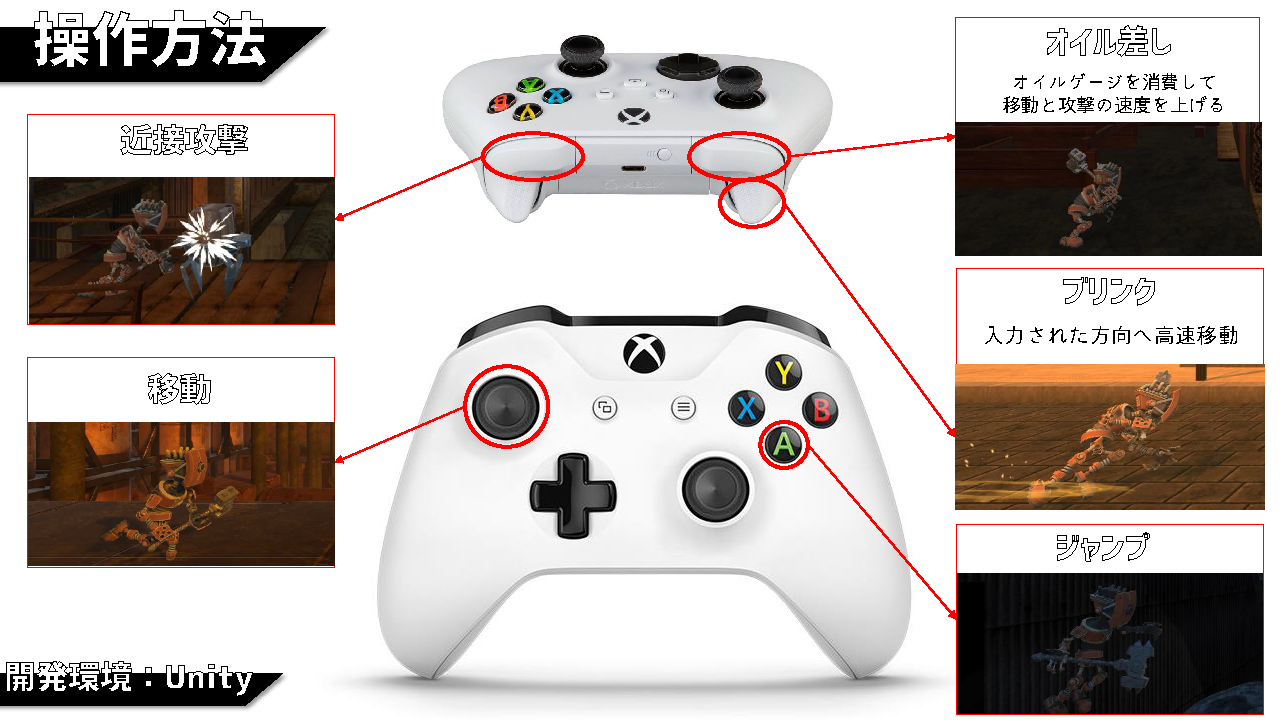 操作方法
近接攻撃
移動
オイル差し
オイルゲージを消費して
移動と攻撃の速度を上げる
ブリンク
入力された方向へ高速移動
ジャンプ
A
B
X
Y
Y
X
B
A
開発環境：Unity